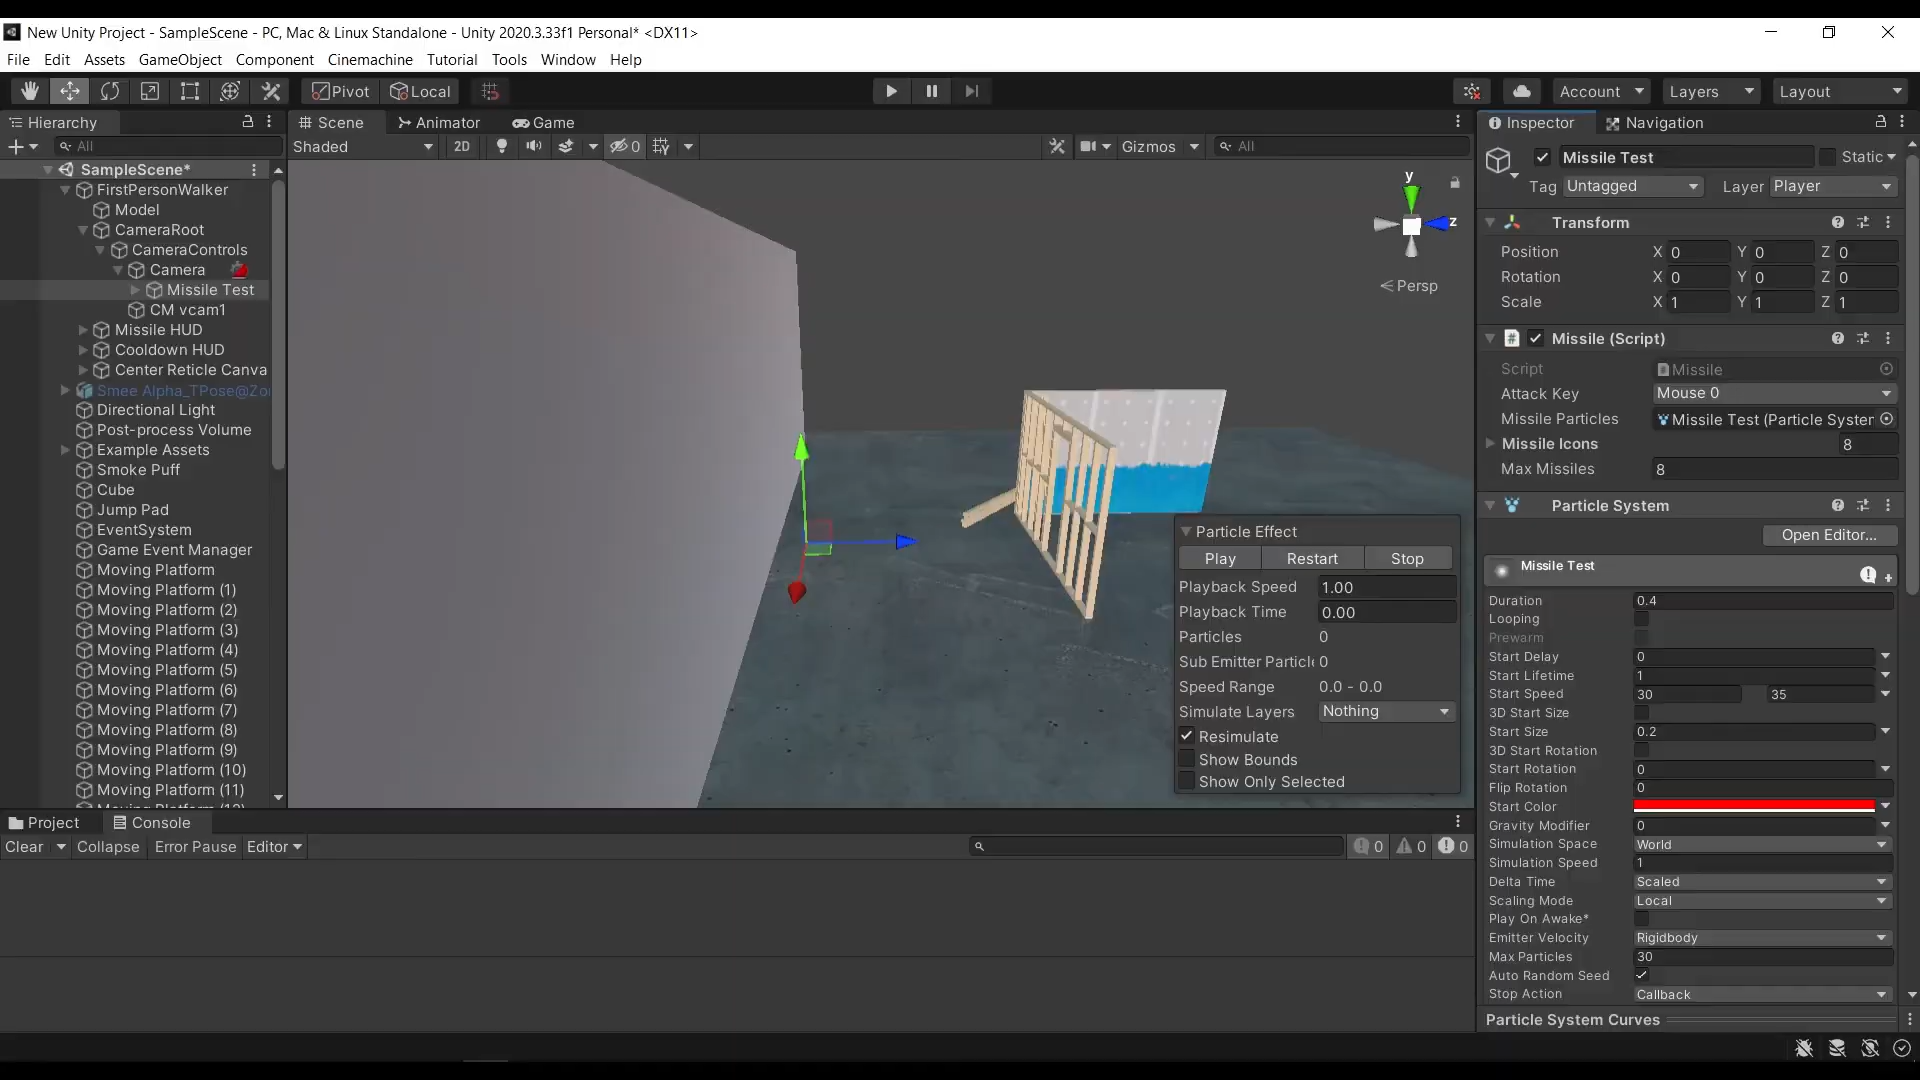 New Unity Project - SampleScene - PC, Mac & Linux Standalone - Unity 2020.3.33f1 Personal* <DX11>
File Edit Assets GameObject Component Cinemachine Tutorial Tools Window Help
Pivot Local Account Layers Layout
Hierarchy
All
SampleScene*
FirstPersonWalker
Model
CameraRoot
CameraControls
Camera
Missile Test
CM vcam1
Missile HUD
Cooldown HUD
Center Reticle Canva
Smee Alpha_TPose@Zo
Directional Light
Post-process Volume
Example Assets
Smoke Puff
Cube
Jump Pad
EventSystem
Game Event Manager
Moving Platform
Moving Platform (1)
Moving Platform (2)
Moving Platform (3)
Moving Platform (4)
Moving Platform (5)
Moving Platform (6)
Moving Platform (7)
Moving Platform (8)
Moving Platform (9)
Moving Platform (10)
Moving Platform (11)
Scene Animator Game
Shaded 2D 0 Gizmos All
y
z
Persp
Particle Effect
Play Restart Stop
Playback Speed 1.00
Playback Time 0.00
Particles 0
Sub Emitter Particle 0
Speed Range 0.0 - 0.0
Simulate Layers Nothing
Resimulate
Show Bounds
Show Only Selected
Project Console
Clear Collapse Error Pause Editor 0 0 0
Inspector Navigation
Missile Test Static
Tag Untagged Layer Player
Transform
Position X 0 Y 0 Z 0
Rotation X 0 Y 0 Z 0
Scale X 1 Y 1 Z 1
Missile (Script)
Script Missile
Attack Key Mouse 0
Missile Particles Missile Test (Particle System
Missile Icons 8
Max Missiles 8
Particle System
Open Editor...
Missile Test
Duration 0.4
Looping
Prewarm
Start Delay 0
Start Lifetime 1
Start Speed 30 35
3D Start Size
Start Size 0.2
3D Start Rotation
Start Rotation 0
Flip Rotation 0
Start Color
Gravity Modifier 0
Simulation Space World
Simulation Speed 1
Delta Time Scaled
Scaling Mode Local
Play On Awake*
Emitter Velocity Rigidbody
Max Particles 30
Auto Random Seed
Stop Action Callback
Particle System Curves